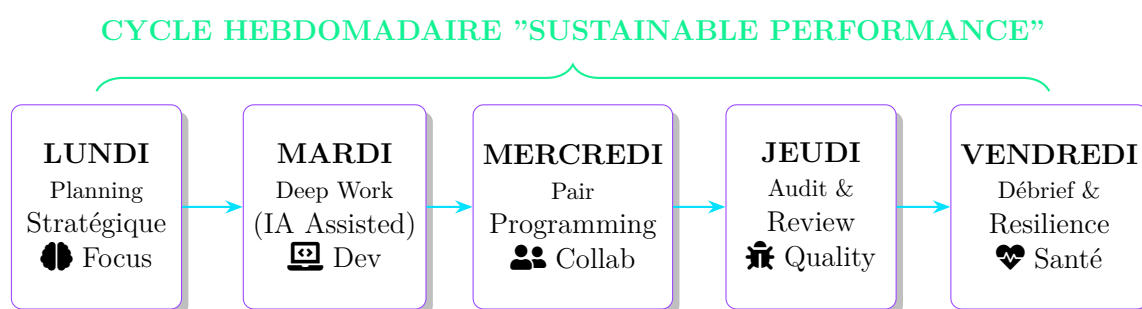 CYCLE HEBDOMADAIRE ”SUSTAINABLE PERFORMANCE”
LUNDI
Planning
Stratégique
Focus
MARDI
Deep Work
(IA Assisted)
Dev
MERCREDI
Pair
Programming
Collab
JEUDI
Audit &
Review
Quality
VENDREDI
Débrief &
Resilience
Santé